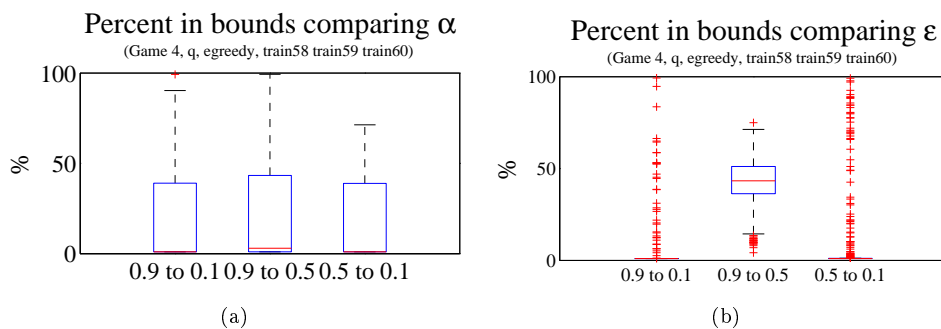 Percent in bounds comparing α
(Game 4, q, egreedy, train58 train59 train60)
100
50
0
%
0.9 to 0.1 0.9 to 0.5 0.5 to 0.1
(a)
Percent in bounds comparing ε
(Game 4, q, egreedy, train58 train59 train60)
100
50
0
%
0.9 to 0.1 0.9 to 0.5 0.5 to 0.1
(b)